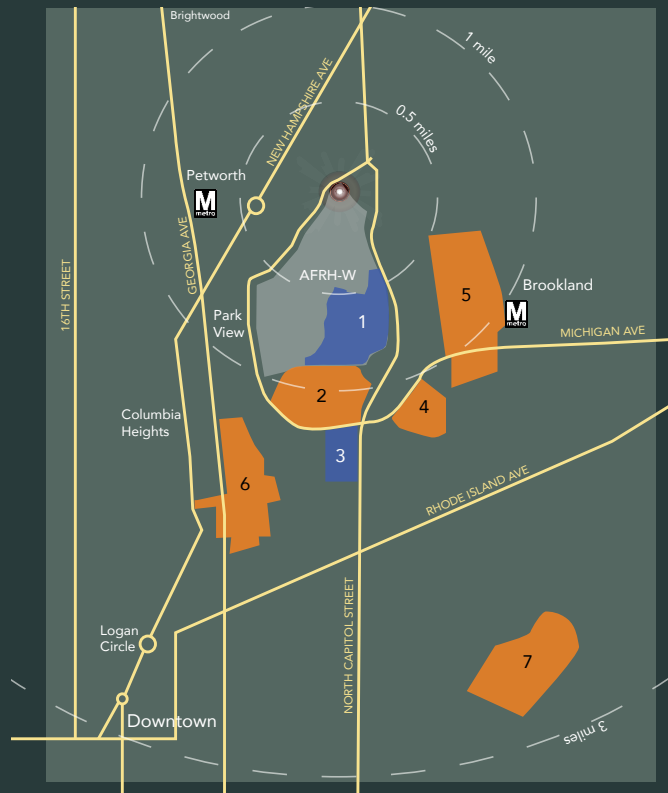 Brightwood
1 mile
NEW HAMPSHIRE AVE
0.5 miles
Petworth
M
metro
GEORGIA AVE
16TH STREET
AFRH-W
5
Brookland
M
metro
Park
View
1
MICHIGAN AVE
2
4
Columbia
Heights
3
6
RHODE ISLAND AVE
NORTH CAPITOL STREET
Logan
Circle
7
Downtown
3 miles